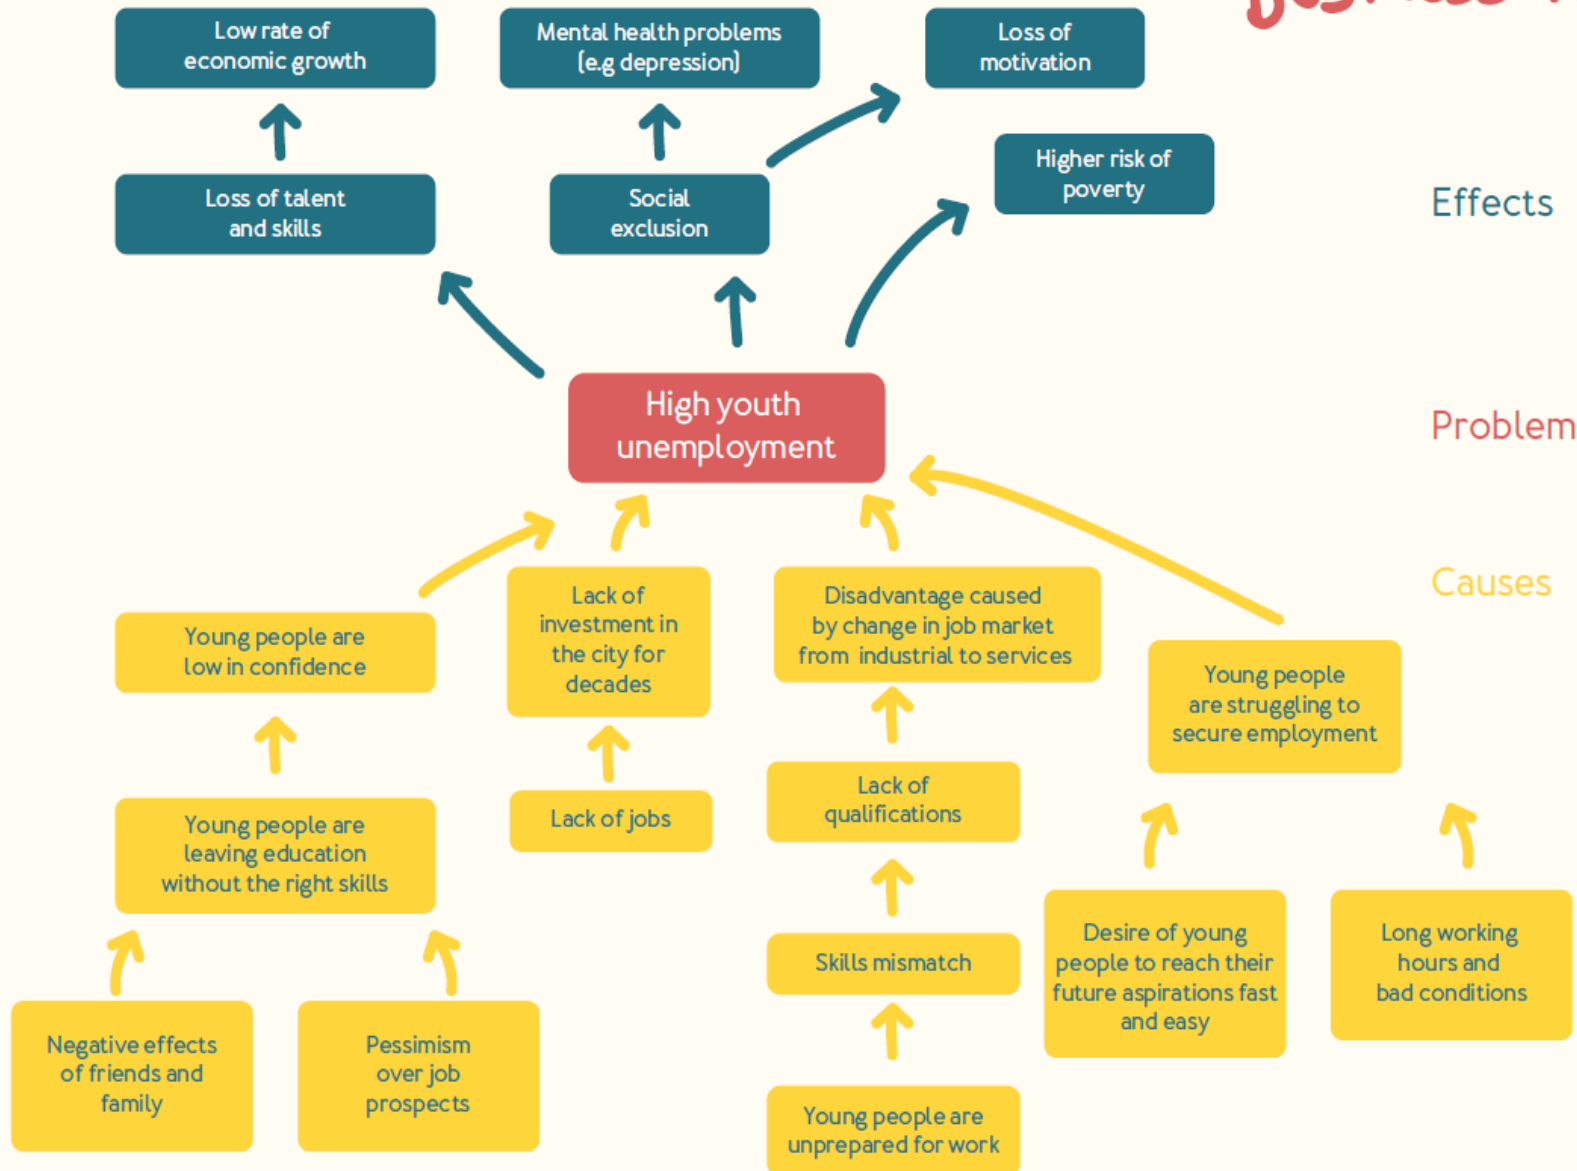 Low rate of
economic growth
Mental health problems
(e.g depression)
Loss of
motivation
Higher risk of
poverty
Loss of talent
and skills
Social
exclusion
Effects
High youth
unemployment
Problem
Causes
Lack of
investment in
the city for
decades
Disadvantage caused
by change in job market
from industrial to services
Young people are
low in confidence
Young people
are struggling to
secure employment
Lack of jobs
Lack of
qualifications
Young people are
leaving education
without the right skills
Skills mismatch
Desire of young
people to reach their
future aspirations fast
and easy
Long working
hours and
bad conditions
Negative effects
of friends and
family
Pessimism
over job
prospects
Young people are
unprepared for work